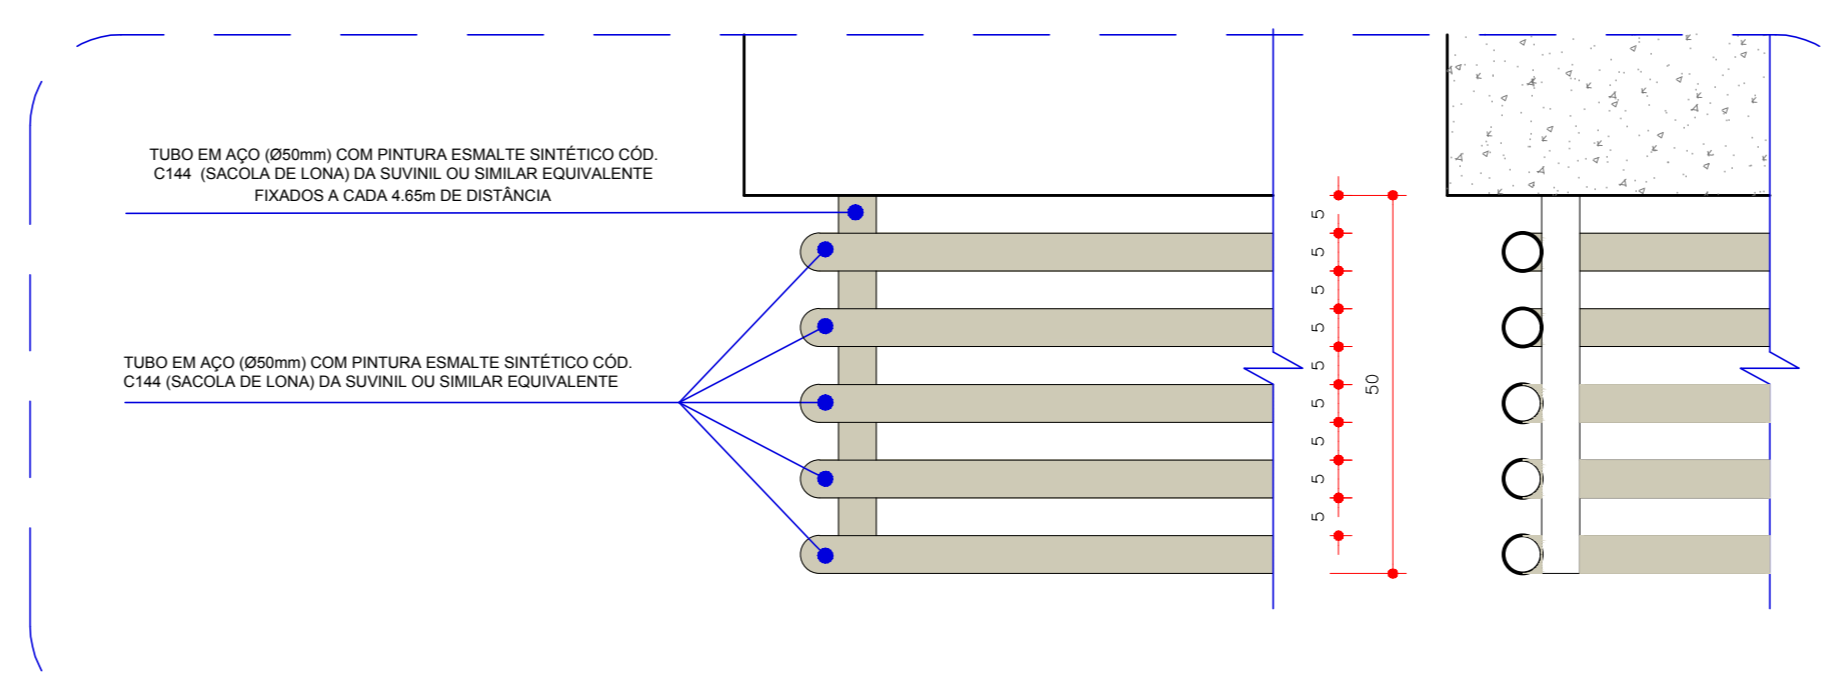 TUBO EM AÇO (Ø50mm) COM PINTURA ESMALTE SINTÉTICO CÓD.
C144 (SACOLA DE LONA) DA SUVINIL OU SIMILAR EQUIVALENTE
FIXADOS A CADA 4.65m DE DISTÂNCIA
TUBO EM AÇO (Ø50mm) COM PINTURA ESMALTE SINTÉTICO CÓD.
C144 (SACOLA DE LONA) DA SUVINIL OU SIMILAR EQUIVALENTE
5
5
5
5
5
5
5
5
5
50